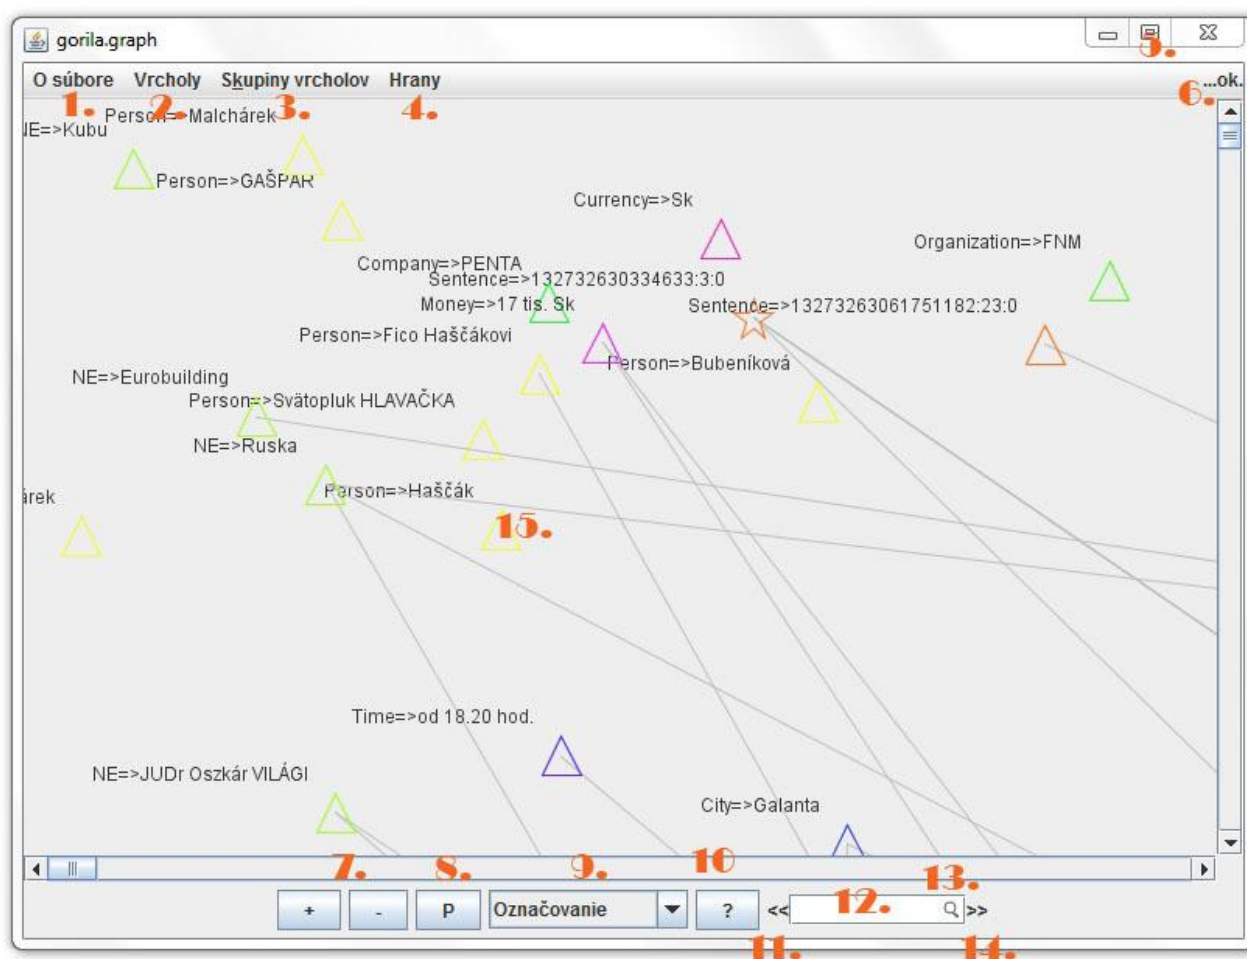 gorila.graph
5.
O súbore Vrcholy Skupiny vrcholov Hrany ...ok.
1. 2. 3. 4. 6.
Person=>Malchárek
NE=>Kubu
Person=>GAŠPAR
Currency=>Sk
Organization=>FNM
Company=>PENTA
Sentence=>132732630334633:3:0
Money=>17 tis. Sk
Sentence=>13273263061751182:23:0
Person=>Fico Haščákovi
Person=>Bubeníková
NE=>Eurobuilding
Person=>Svätopluk HLAVAČKA
NE=>Ruska
Person=>Haščák
árek
15.
Time=>od 18.20 hod.
NE=>JUDr Oszkár VILÁGI
City=>Galanta
7. 8. 9. 10 13.
+ - P Označovanie ? << 12. >>
11. 14.